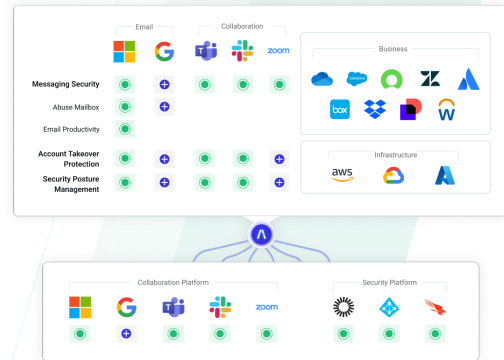 Email
Collaboration
zoom
Messaging Security
Abuse Mailbox
Email Productivity
Account Takeover
Protection
Security Posture
Management
Business
salesforce
box
Infrastructure
aws
Collaboration Platform
zoom
Security Platform